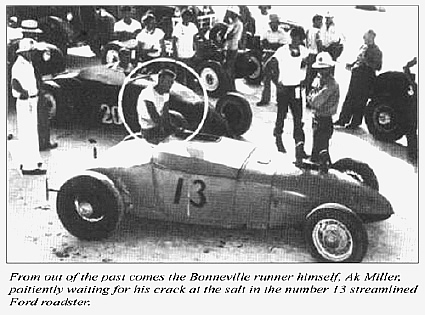 20
13
From out of the past comes the Bonneville runner himself, Ak Miller,
paitiently waiting for his crack at the salt in the number 13 streamlined
Ford roadster.